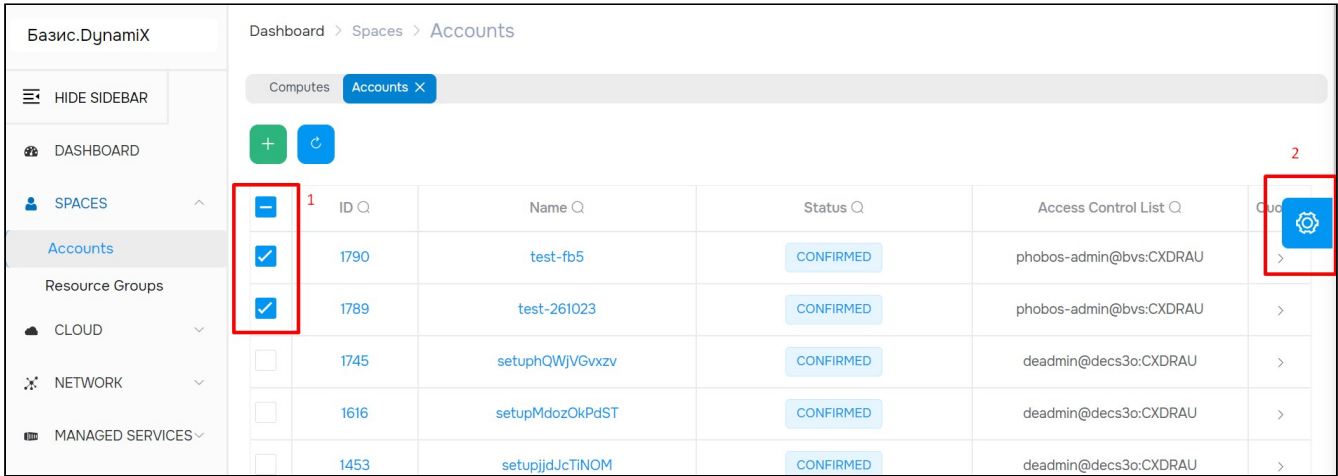 Базис.DynamiX
Dashboard > Spaces > Accounts
HIDE SIDEBAR
Computes Accounts X
DASHBOARD
2
SPACES
1 ID Name Status Access Control List Quo
Accounts
1790 test-fb5 CONFIRMED phobos-admin@bvs:CXDRAU >
Resource Groups
1789 test-261023 CONFIRMED phobos-admin@bvs:CXDRAU >
CLOUD
1745 setuphQWjVGvxzv CONFIRMED deadmin@decs3o:CXDRAU >
NETWORK
1616 setupMdozOkPdST CONFIRMED deadmin@decs3o:CXDRAU >
MANAGED SERVICES
1453 setupjjdJcTiNOM CONFIRMED deadmin@decs3o:CXDRAU >